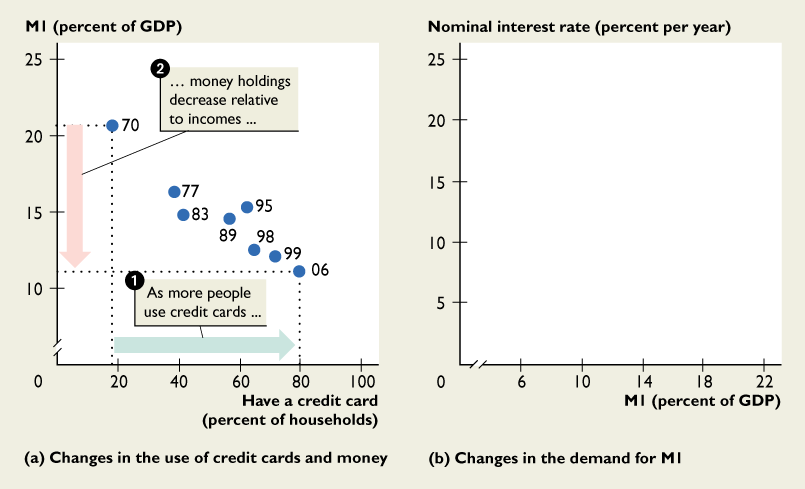 M1 (percent of GDP)
25
20
15
10
0
20
40
60
80
100
Have a credit card
(percent of households)
2
… money holdings
decrease relative
to incomes ...
70
77
83
95
89
98
99
06
1
As more people
use credit cards ...
(a) Changes in the use of credit cards and money
Nominal interest rate (percent per year)
25
20
15
10
5
0
6
10
14
18
22
M1 (percent of GDP)
(b) Changes in the demand for M1